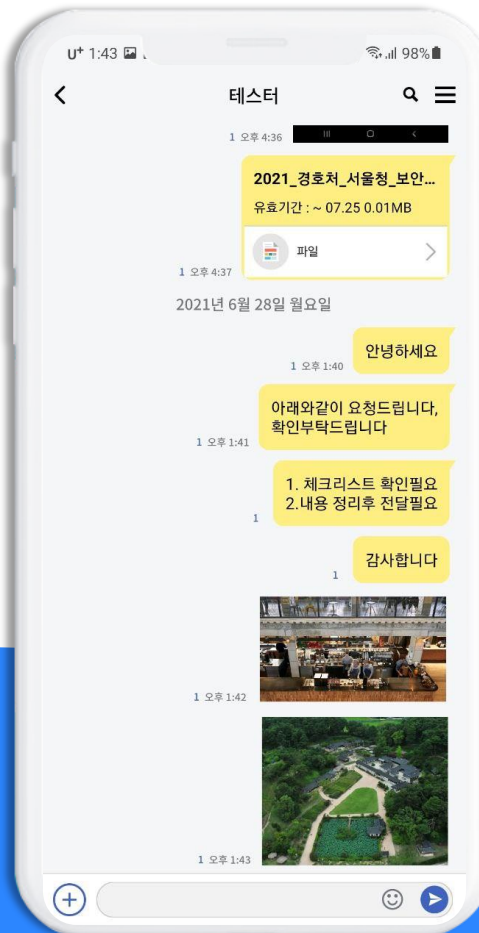 U+ 1:43
98%
테스터
1 오후 4:36
2021_경호처_서울청_보안...
유효기간 : ~ 07.25 0.01MB
파일
1 오후 4:37
2021년 6월 28일 월요일
안녕하세요
1 오후 1:40
아래와같이 요청드립니다,
확인부탁드립니다
1 오후 1:41
1. 체크리스트 확인필요
2.내용 정리후 전달필요
1
감사합니다
1
1 오후 1:42
1 오후 1:43